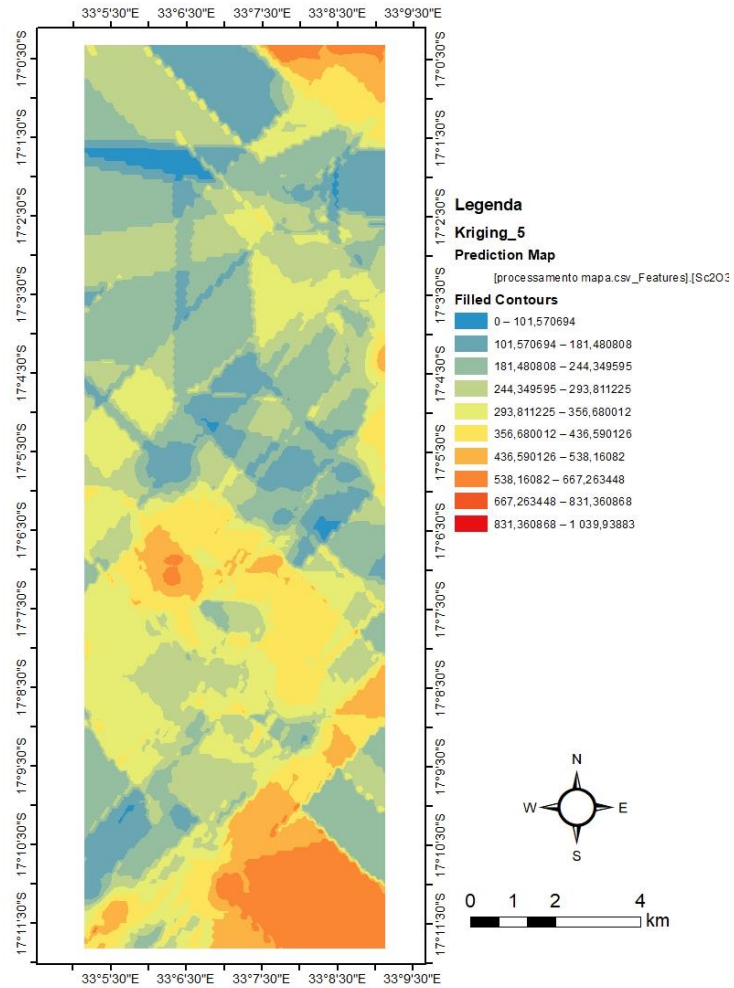 33°5'30"E 33°6'30"E 33°7'30"E 33°8'30"E 33°9'30"E
17°0'30"S 17°0'30"S
17°1'30"S 17°1'30"S
17°2'30"S 17°2'30"S
17°3'30"S 17°3'30"S
17°4'30"S 17°4'30"S
17°5'30"S 17°5'30"S
17°6'30"S 17°6'30"S
17°7'30"S 17°7'30"S
17°8'30"S 17°8'30"S
17°9'30"S 17°9'30"S
17°10'30"S 17°10'30"S
17°11'30"S 17°11'30"S
33°5'30"E 33°6'30"E 33°7'30"E 33°8'30"E 33°9'30"E
Legenda
Kriging_5
Prediction Map
[processamento mapa.csv_Features].[Sc2O3
Filled Contours
0 – 101,570694
101,570694 – 181,480808
181,480808 – 244,349595
244,349595 – 293,811225
293,811225 – 356,680012
356,680012 – 436,590126
436,590126 – 538,16082
538,16082 – 667,263448
667,263448 – 831,360868
831,360868 – 1 039,93883
N
W E
S
0 1 2 4
km